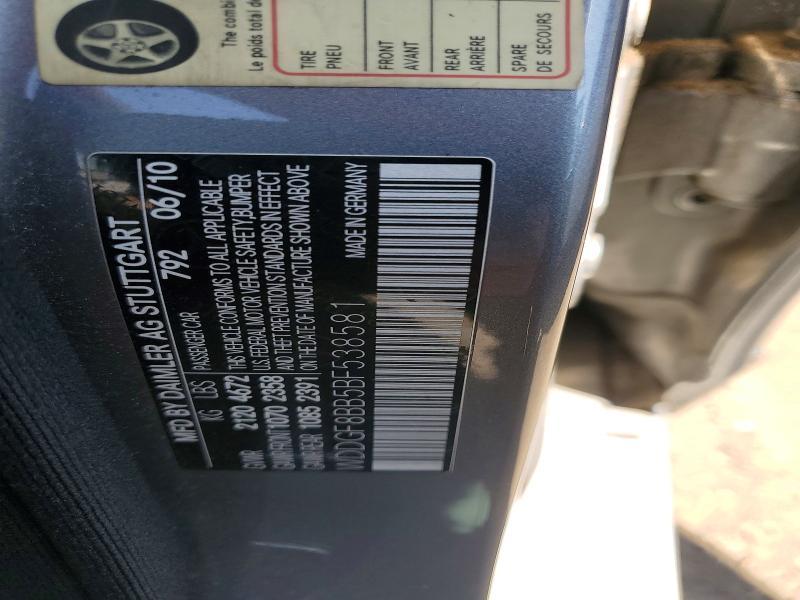 The combi
Le poids total de
TIRE
PNEU
FRONT
AVANT
REAR
ARRIÈRE
SPARE
DE SECOURS
MFD BY DAIMLER AG STUTTGART
PASSENGER CAR 792 06/10
KG LBS
GVWR 2120 4672
GAWR FRONT 1070 2358
GAWR REAR 1085 2391
THIS VEHICLE CONFORMS TO ALL APPLICABLE
U.S. FEDERAL MOTOR VEHICLE SAFETY, BUMPER
AND THEFT PREVENTION STANDARDS IN EFFECT
ON THE DATE OF MANUFACTURE SHOWN ABOVE
WDDGF8BB5BF538581
MADE IN GERMANY